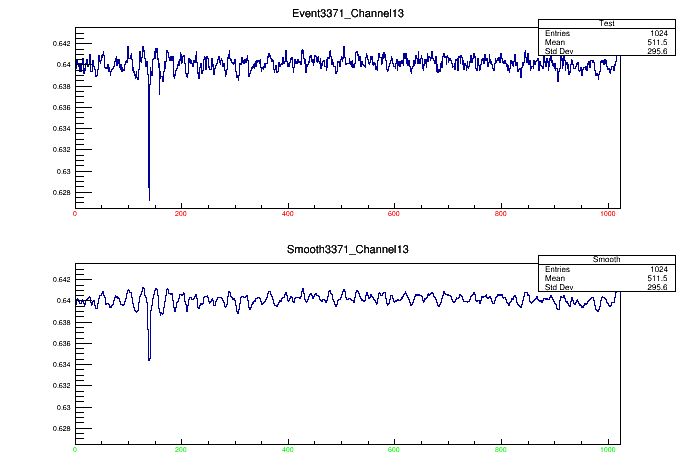 Event3371_Channel13
Test
Entries 1024
Mean 511.5
Std Dev 295.6
0.642
0.64
0.638
0.636
0.634
0.632
0.63
0.628
0 200 400 600 800 1000
Smooth3371_Channel13
Smooth
Entries 1024
Mean 511.5
Std Dev 295.6
0.642
0.64
0.638
0.636
0.634
0.632
0.63
0.628
0 200 400 600 800 1000